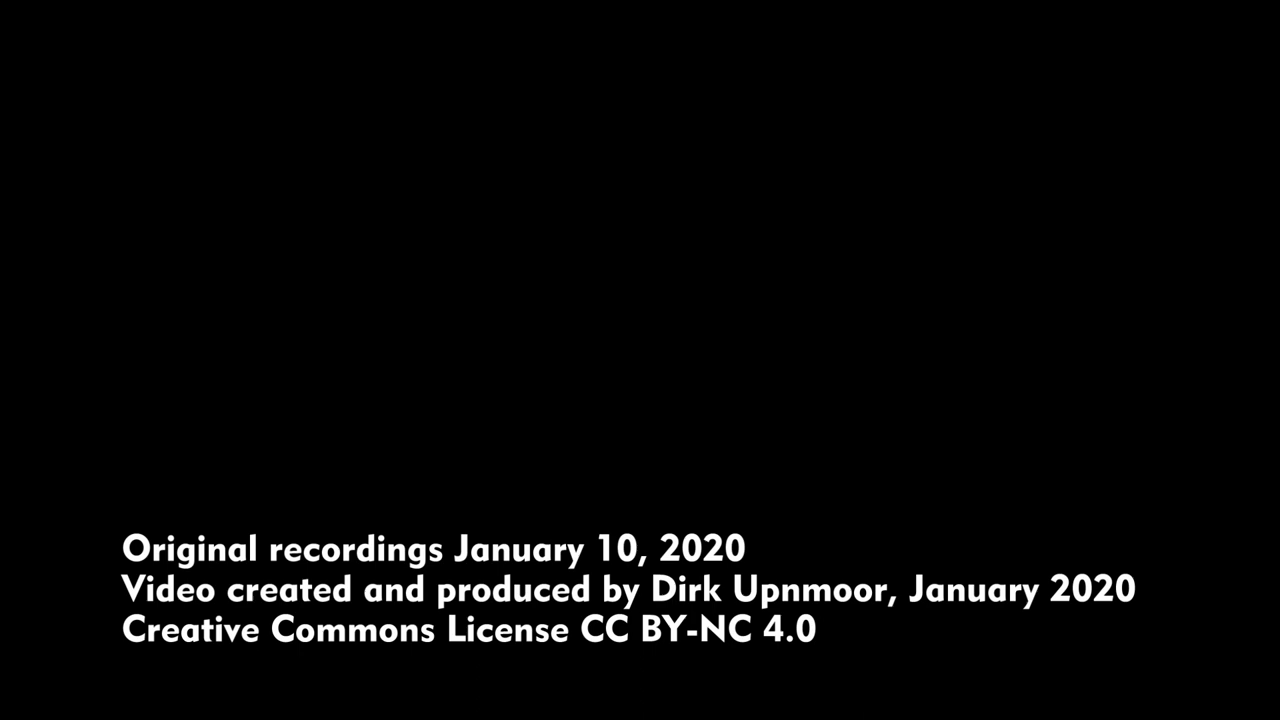 Original recordings January 10, 2020
Video created and produced by Dirk Upnmoor, January 2020
Creative Commons License CC BY-NC 4.0